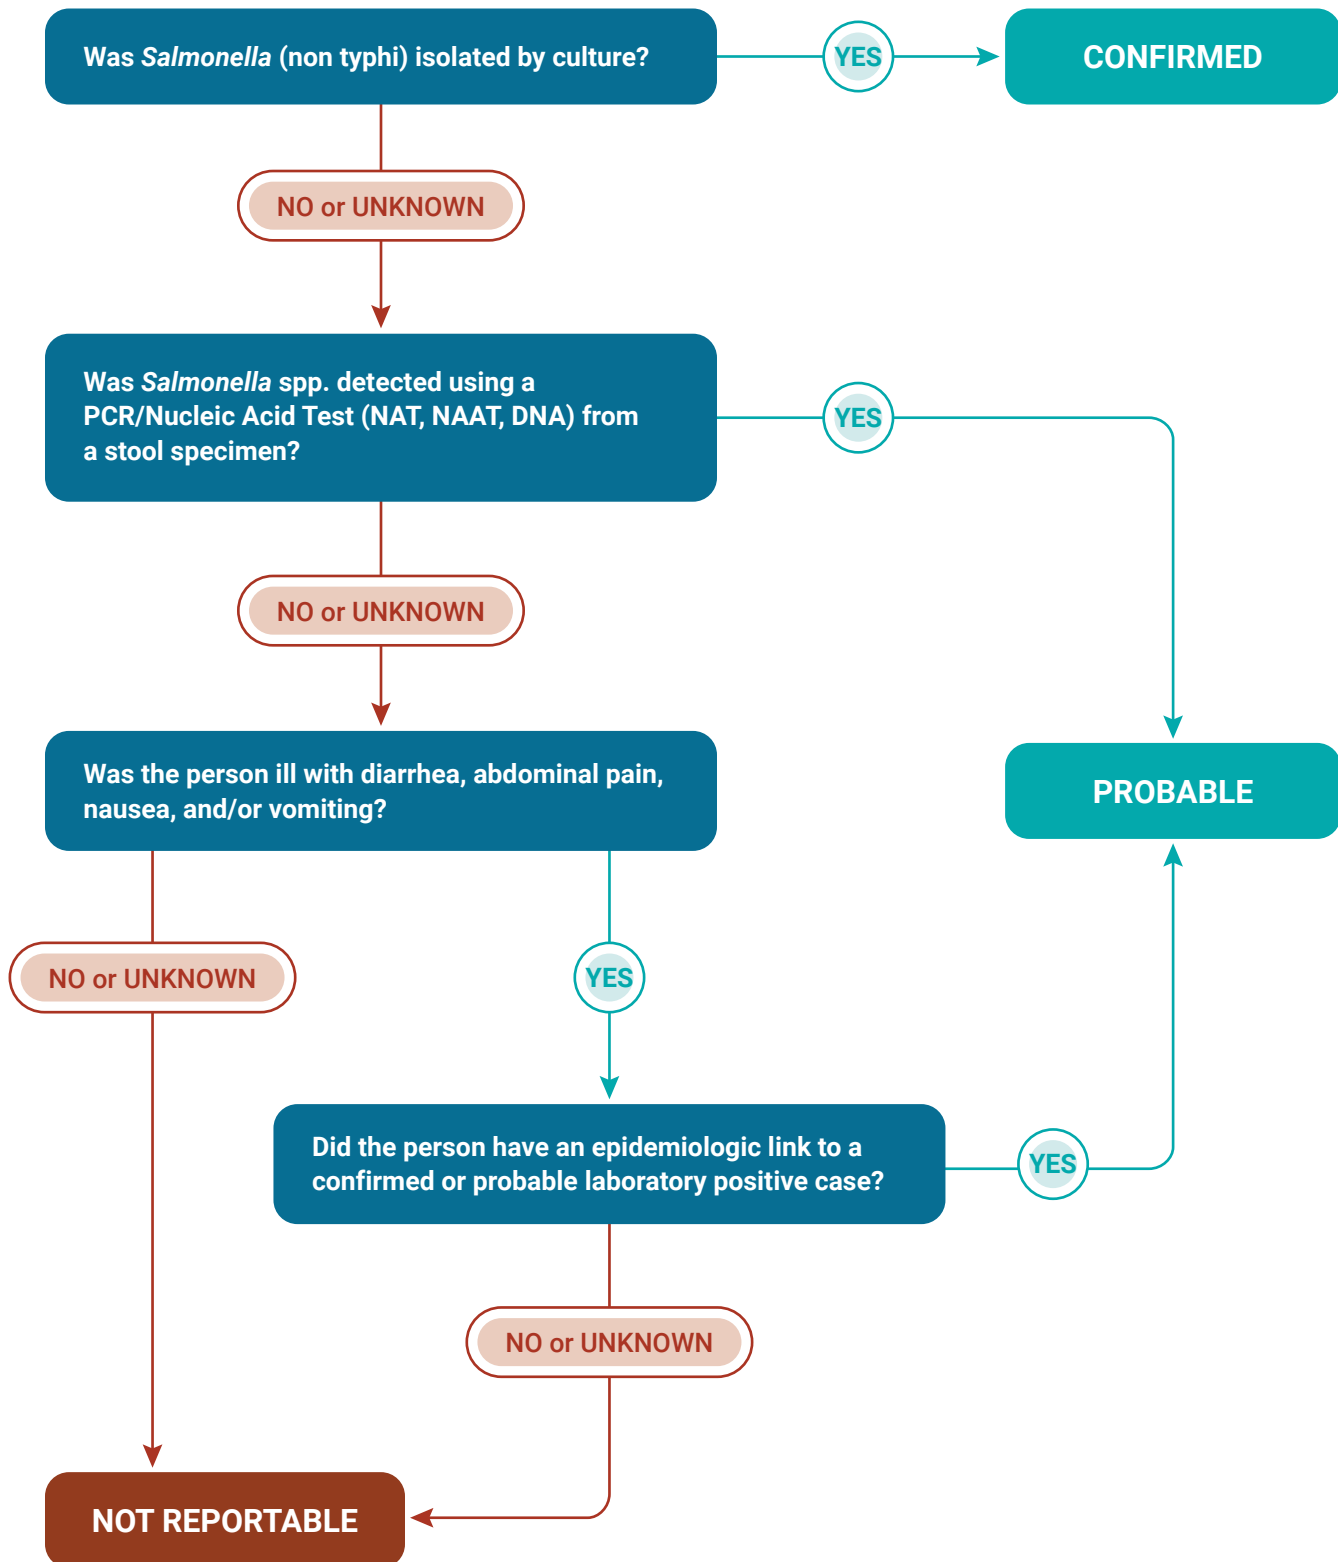 Was Salmonella (non typhi) isolated by culture?
YES
CONFIRMED
NO or UNKNOWN
Was Salmonella spp. detected using a
PCR/Nucleic Acid Test (NAT, NAAT, DNA) from
a stool specimen?
YES
NO or UNKNOWN
Was the person ill with diarrhea, abdominal pain,
nausea, and/or vomiting?
PROBABLE
NO or UNKNOWN
YES
Did the person have an epidemiologic link to a
confirmed or probable laboratory positive case?
YES
NO or UNKNOWN
NOT REPORTABLE